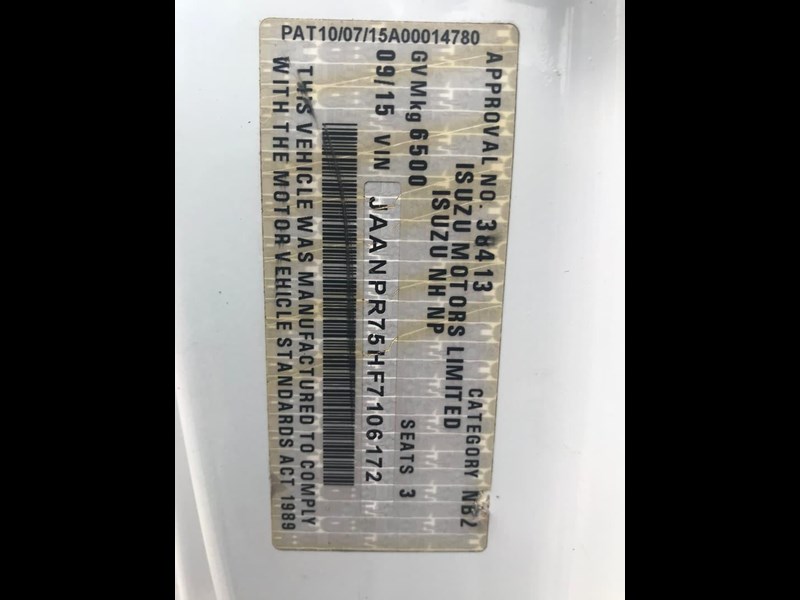 PAT10/07/15A00014780
APPROVAL NO. 38413 CATEGORY NB2
ISUZU MOTORS LIMITED
ISUZU NH NP
GVMkg 6500 SEATS 3
09/15 VIN JAANPR75HF7106172
THIS VEHICLE WAS MANUFACTURED TO COMPLY
WITH THE MOTOR VEHICLE STANDARDS ACT 1989